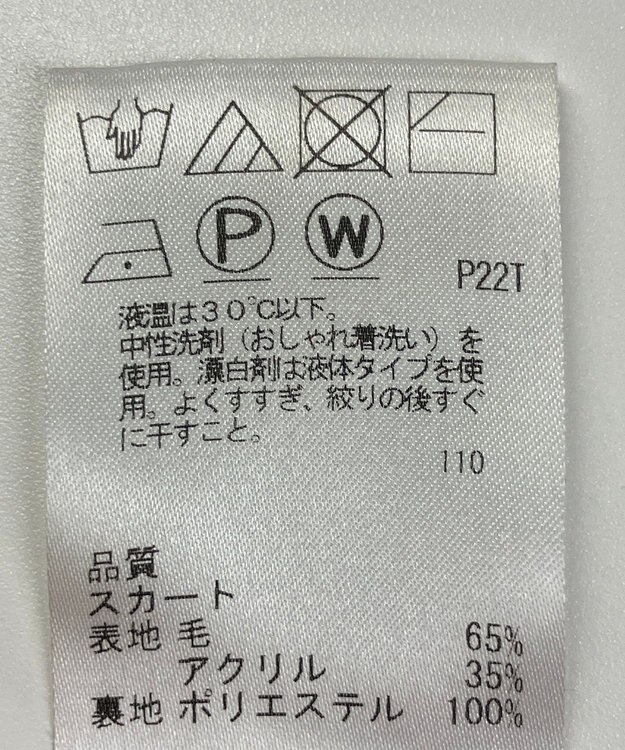 P W
P22T
液温は30℃以下。
中性洗剤（おしゃれ着洗い）を
使用。漂白剤は液体タイプを使
用。よくすすぎ、絞りの後すぐ
に干すこと。
110
品質
スカート
表地 毛 65%
アクリル 35%
裏地 ポリエステル 100%